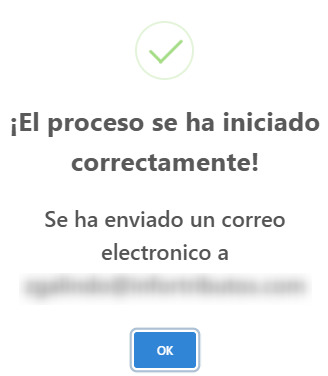 ¡El proceso se ha iniciado
correctamente!
Se ha enviado un correo
electronico a
OK